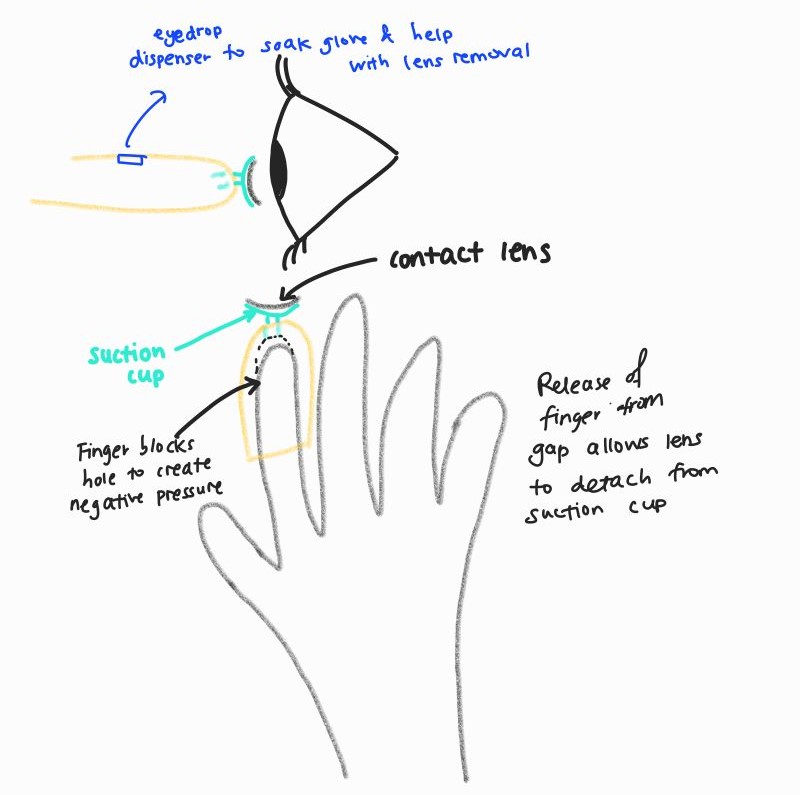 eyedrop
dispenser to soak glove & help
with lens removal
contact lens
suction
cup
Finger blocks
hole to create
negative pressure
Release of
finger from
gap allows lens
to detach from
suction cup